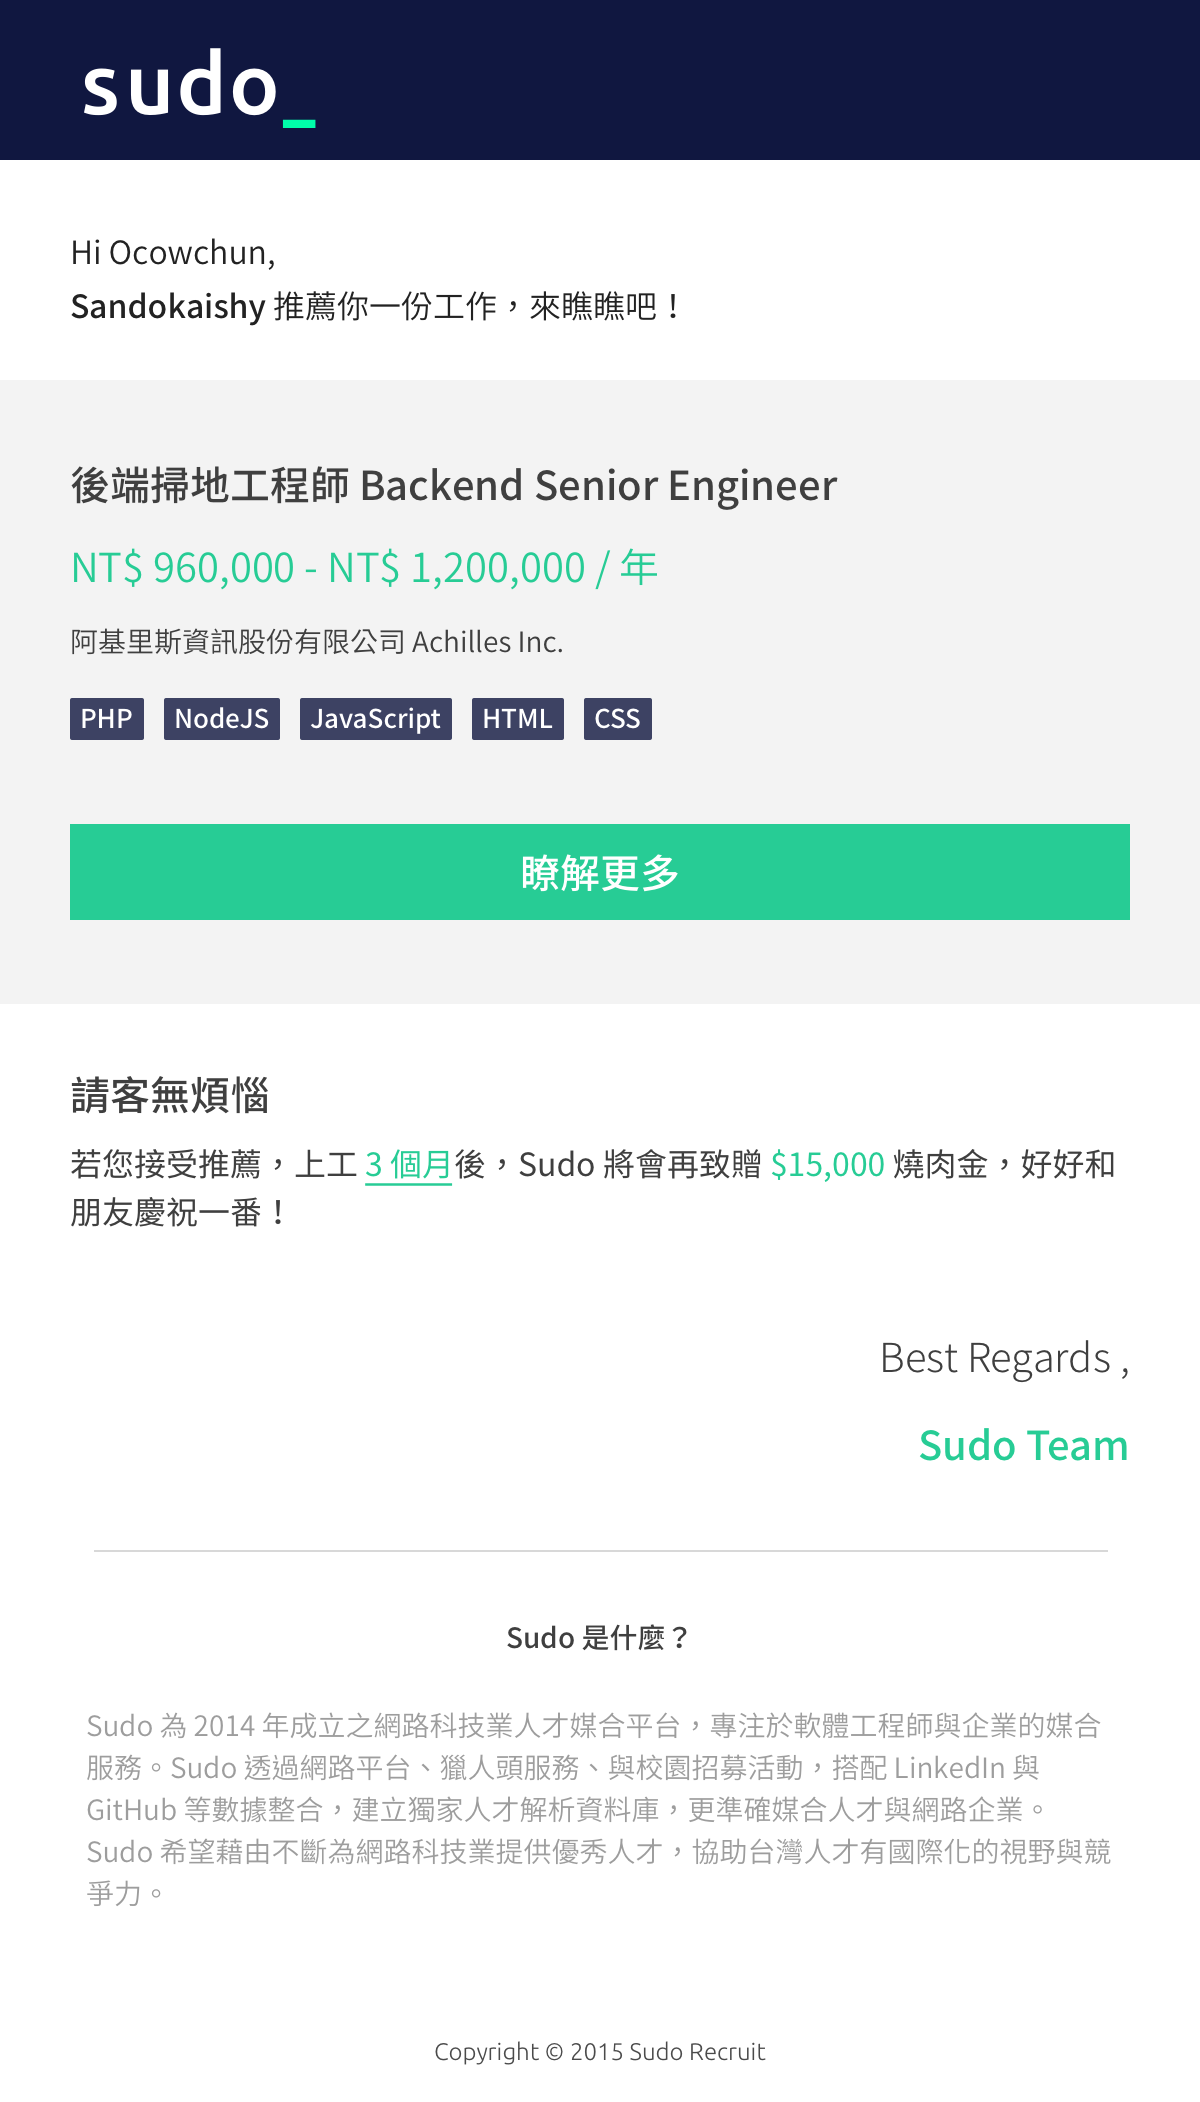 sudo_
Hi Ocowchun,
Sandokaishy 推薦你一份工作，來瞧瞧吧！
後端掃地工程師 Backend Senior Engineer
NT$ 960,000 - NT$ 1,200,000 / 年
阿基里斯資訊股份有限公司 Achilles Inc.
PHP NodeJS JavaScript HTML CSS
瞭解更多
請客無煩惱
若您接受推薦，上工 3 個月後，Sudo 將會再致贈 $15,000 燒肉金，好好和
朋友慶祝一番！
Best Regards ,
Sudo Team
Sudo 是什麼？
Sudo 為 2014 年成立之網路科技業人才媒合平台，專注於軟體工程師與企業的媒合
服務。Sudo 透過網路平台、獵人頭服務、與校園招募活動，搭配 LinkedIn 與
GitHub 等數據整合，建立獨家人才解析資料庫，更準確媒合人才與網路企業。
Sudo 希望藉由不斷為網路科技業提供優秀人才，協助台灣人才有國際化的視野與競
爭力。
Copyright © 2015 Sudo Recruit